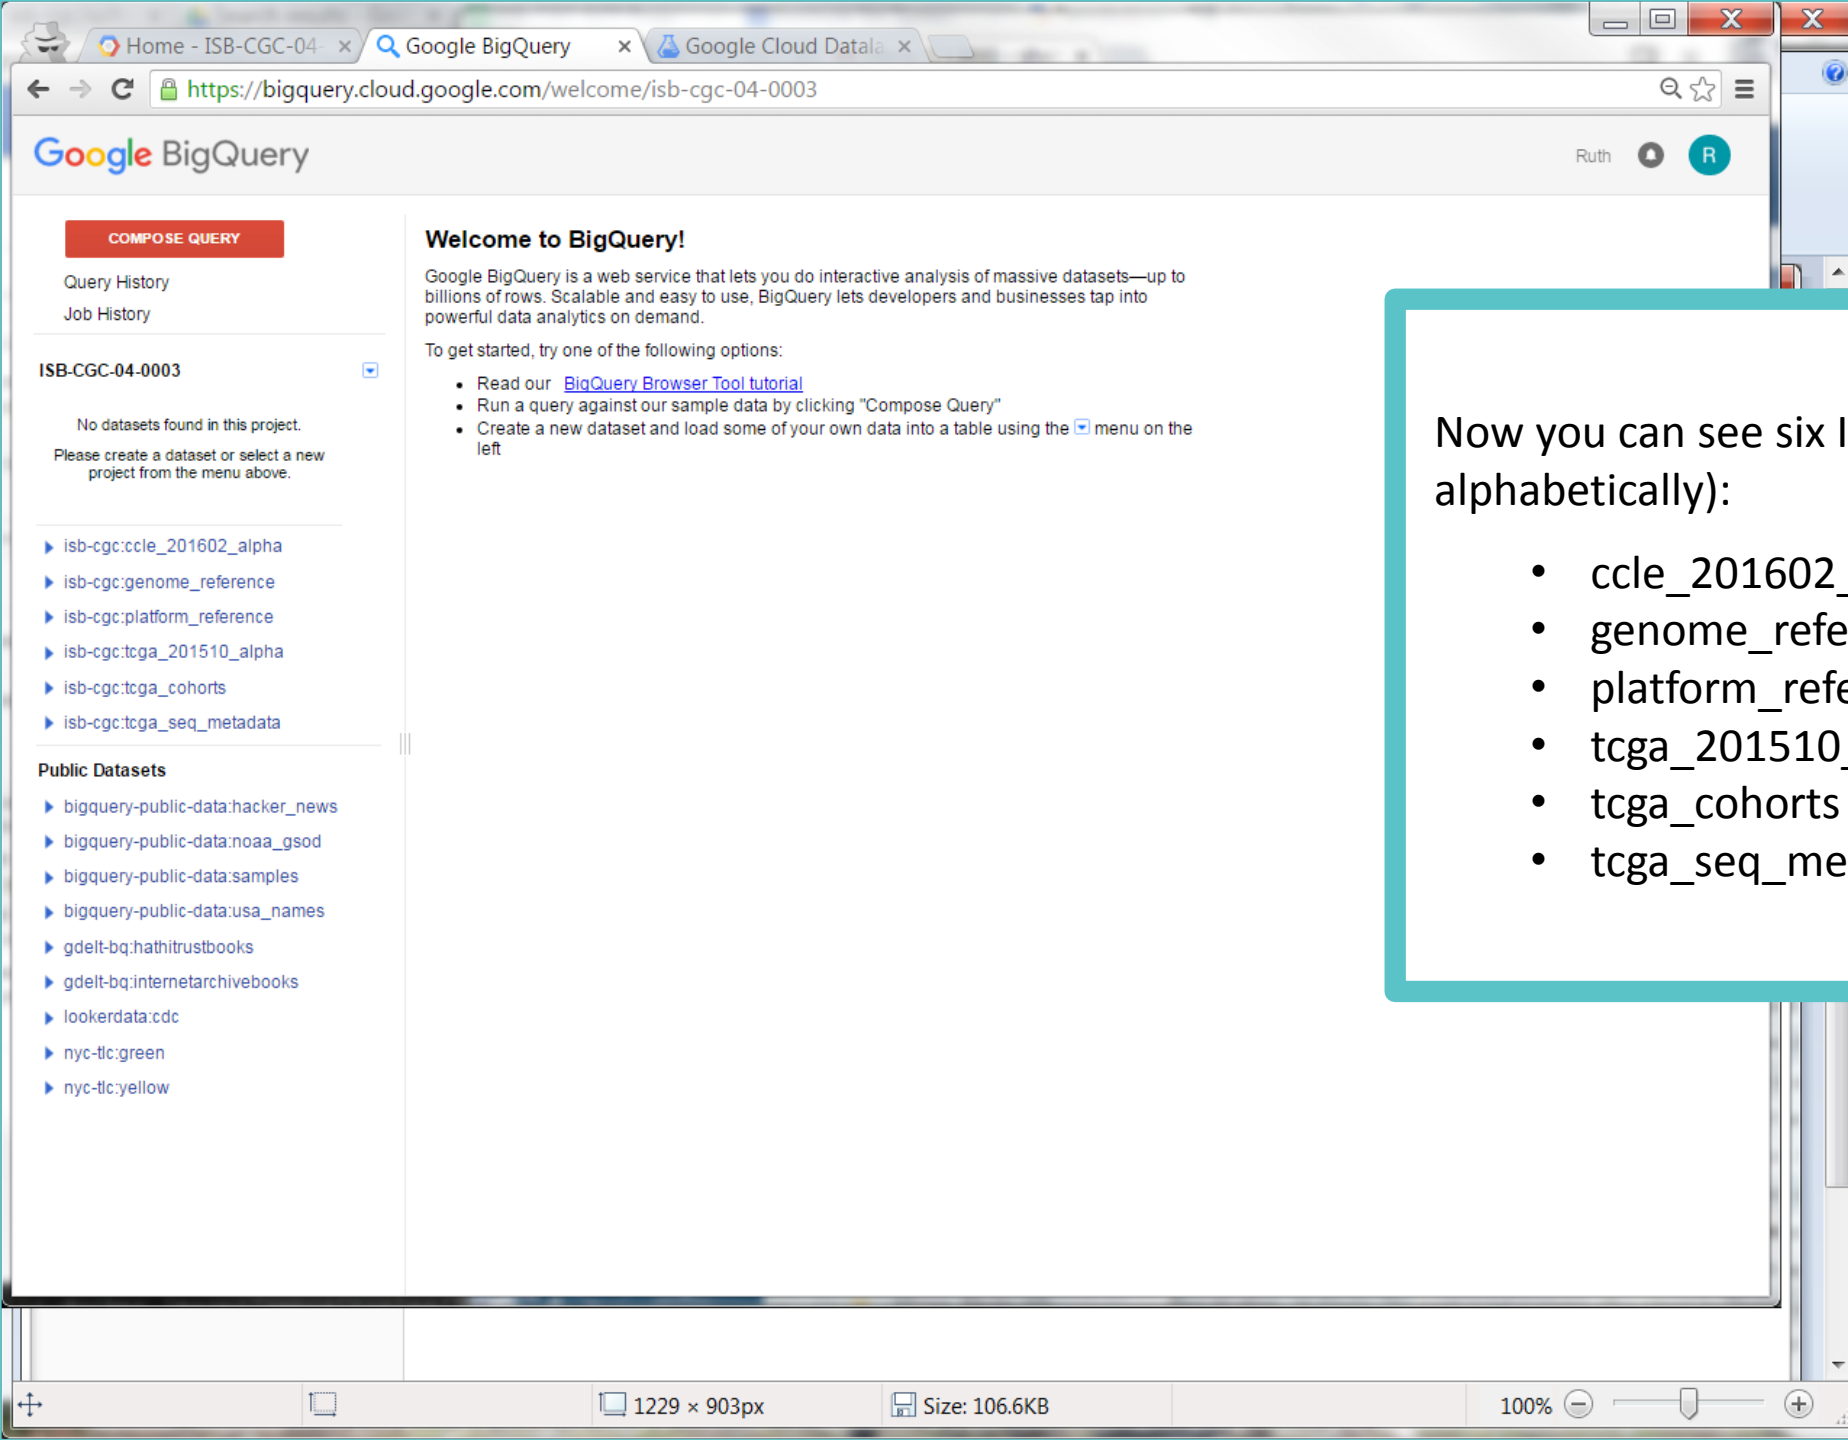 Home - ISB-CGC-04-
Google BigQuery
Google Cloud Datala
https://bigquery.cloud.google.com/welcome/isb-cgc-04-0003
Google BigQuery
Ruth
R
COMPOSE QUERY
Query History
Job History
ISB-CGC-04-0003
No datasets found in this project.
Please create a dataset or select a new
project from the menu above.
isb-cgc:ccle_201602_alpha
isb-cgc:genome_reference
isb-cgc:platform_reference
isb-cgc:tcga_201510_alpha
isb-cgc:tcga_cohorts
isb-cgc:tcga_seq_metadata
Public Datasets
bigquery-public-data:hacker_news
bigquery-public-data:noaa_gsod
bigquery-public-data:samples
bigquery-public-data:usa_names
gdelt-bq:hathitrustbooks
gdelt-bq:internetarchivebooks
lookerdata:cdc
nyc-tlc:green
nyc-tlc:yellow
Welcome to BigQuery!
Google BigQuery is a web service that lets you do interactive analysis of massive datasets—up to
billions of rows. Scalable and easy to use, BigQuery lets developers and businesses tap into
powerful data analytics on demand.
To get started, try one of the following options:
• Read our BigQuery Browser Tool tutorial
• Run a query against our sample data by clicking "Compose Query"
• Create a new dataset and load some of your own data into a table using the menu on the
left
Now you can see six I
alphabetically):
• ccle_201602_
• genome_refe
• platform_refe
• tcga_201510_
• tcga_cohorts
• tcga_seq_me
1229 × 903px
Size: 106.6KB
100%